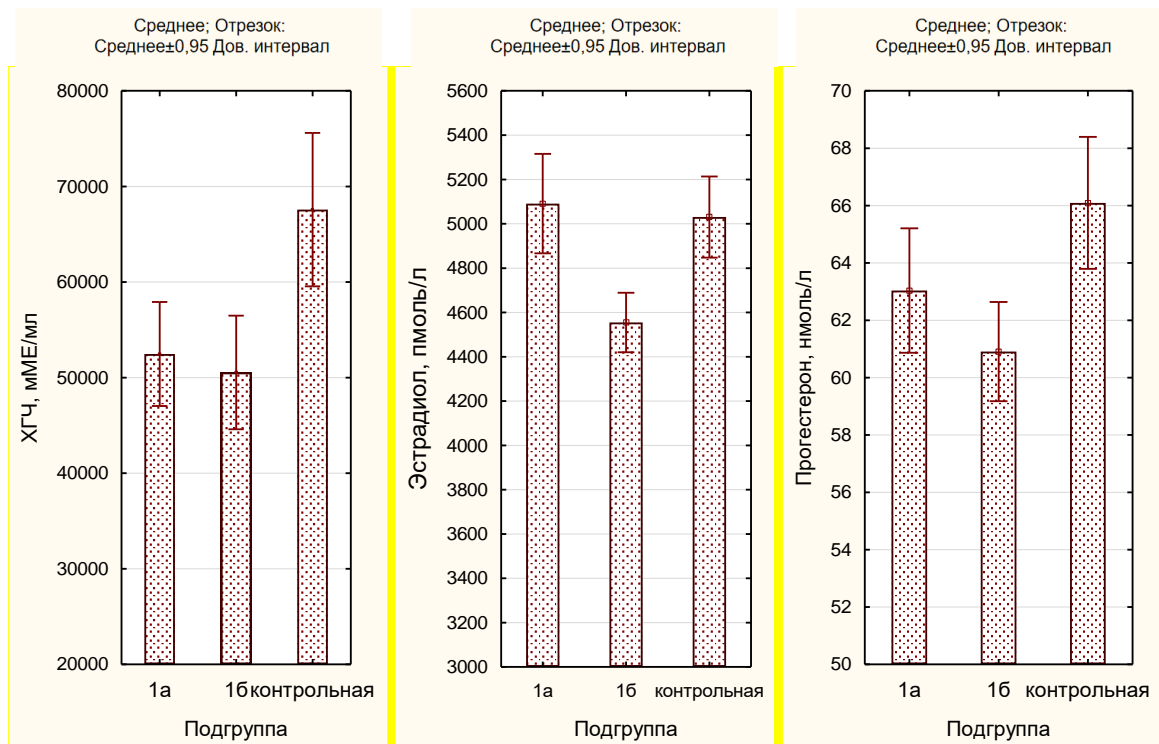 Среднее; Отрезок:
Среднее±0,95 Дов. интервал
ХГЧ, мМЕ/мл
80000
70000
60000
50000
40000
30000
20000
1а
1б
контрольная
Подгруппа
Среднее; Отрезок:
Среднее±0,95 Дов. интервал
Эстрадиол, пмоль/л
5600
5400
5200
5000
4800
4600
4400
4200
4000
3800
3600
3400
3200
3000
1а
1б
контрольная
Подгруппа
Среднее; Отрезок:
Среднее±0,95 Дов. интервал
Прогестерон, нмоль/л
70
68
66
64
62
60
58
56
54
52
50
1а
1б
контрольная
Подгруппа